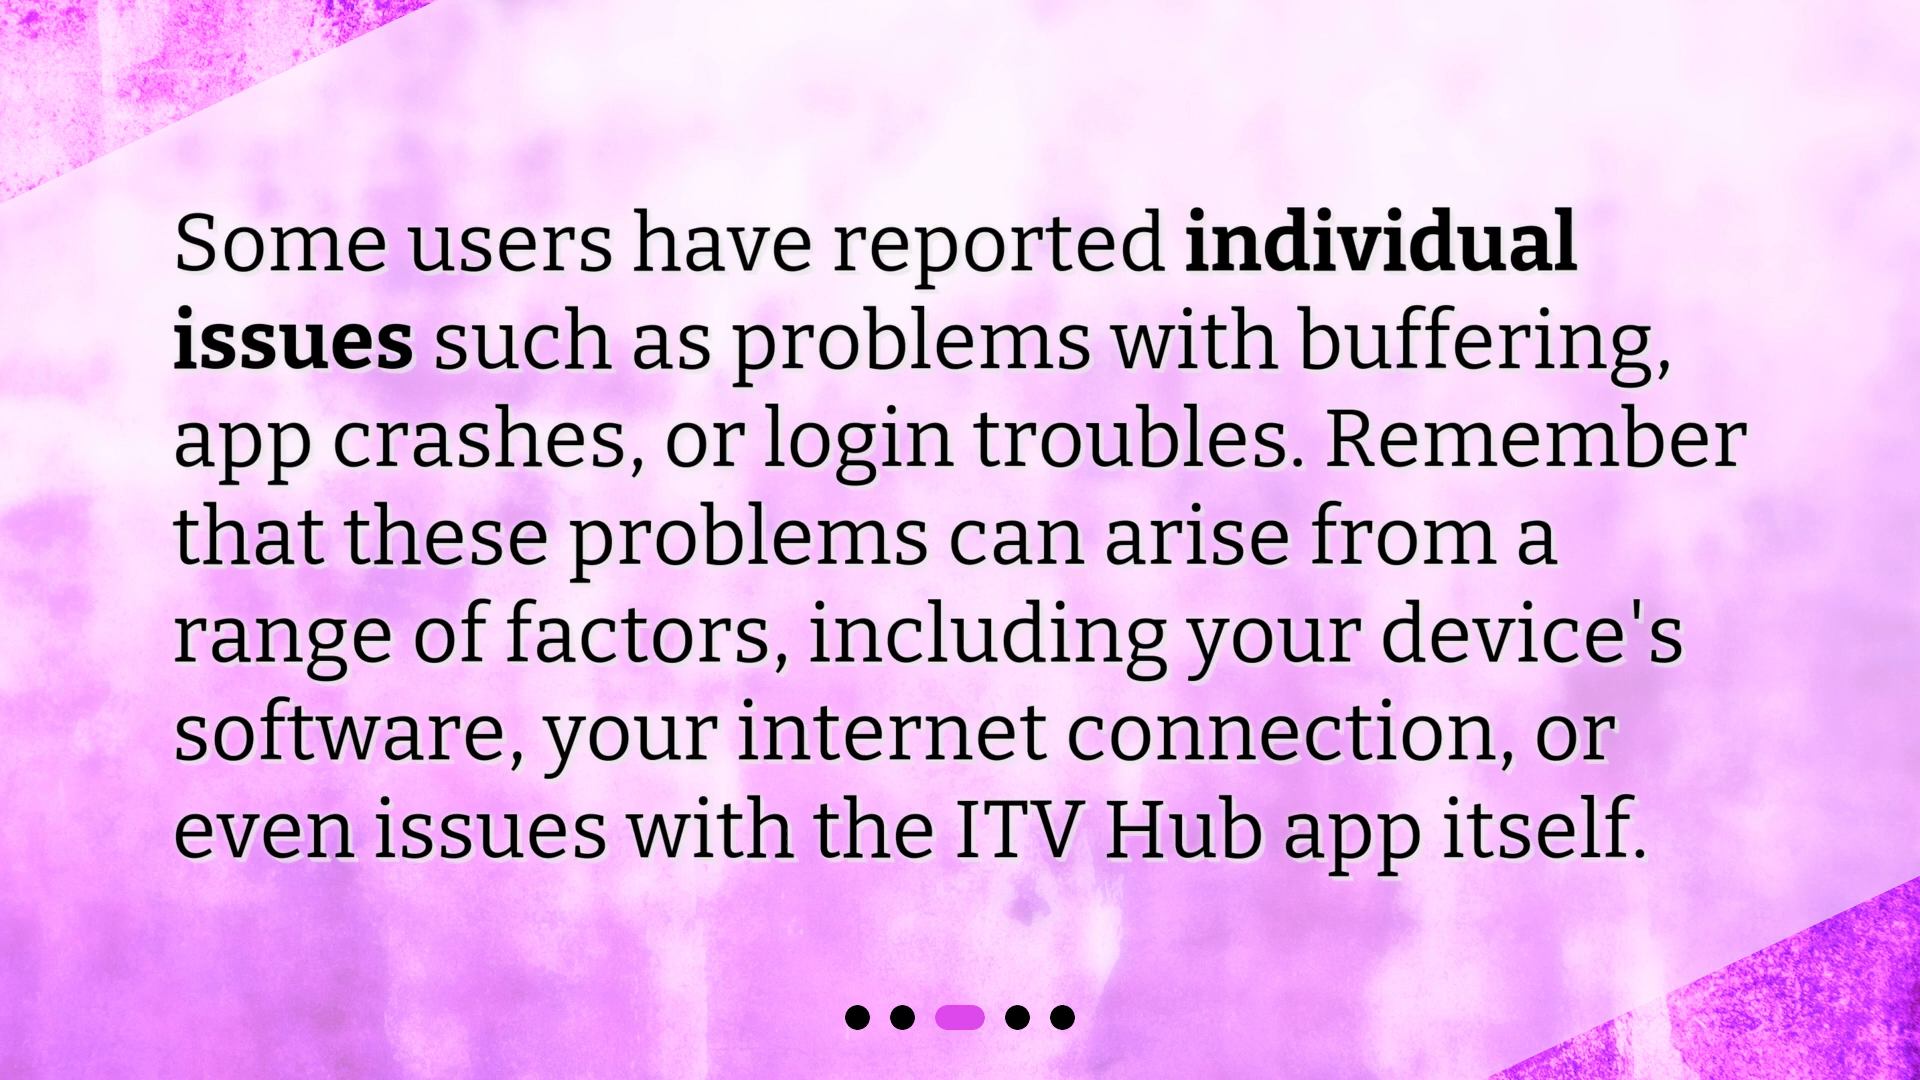 Some users have reported individual
issues such as problems with buffering,
app crashes, or login troubles. Remember
that these problems can arise from a
range of factors, including your device's
software, your internet connection, or
even issues with the ITV Hub app itself.